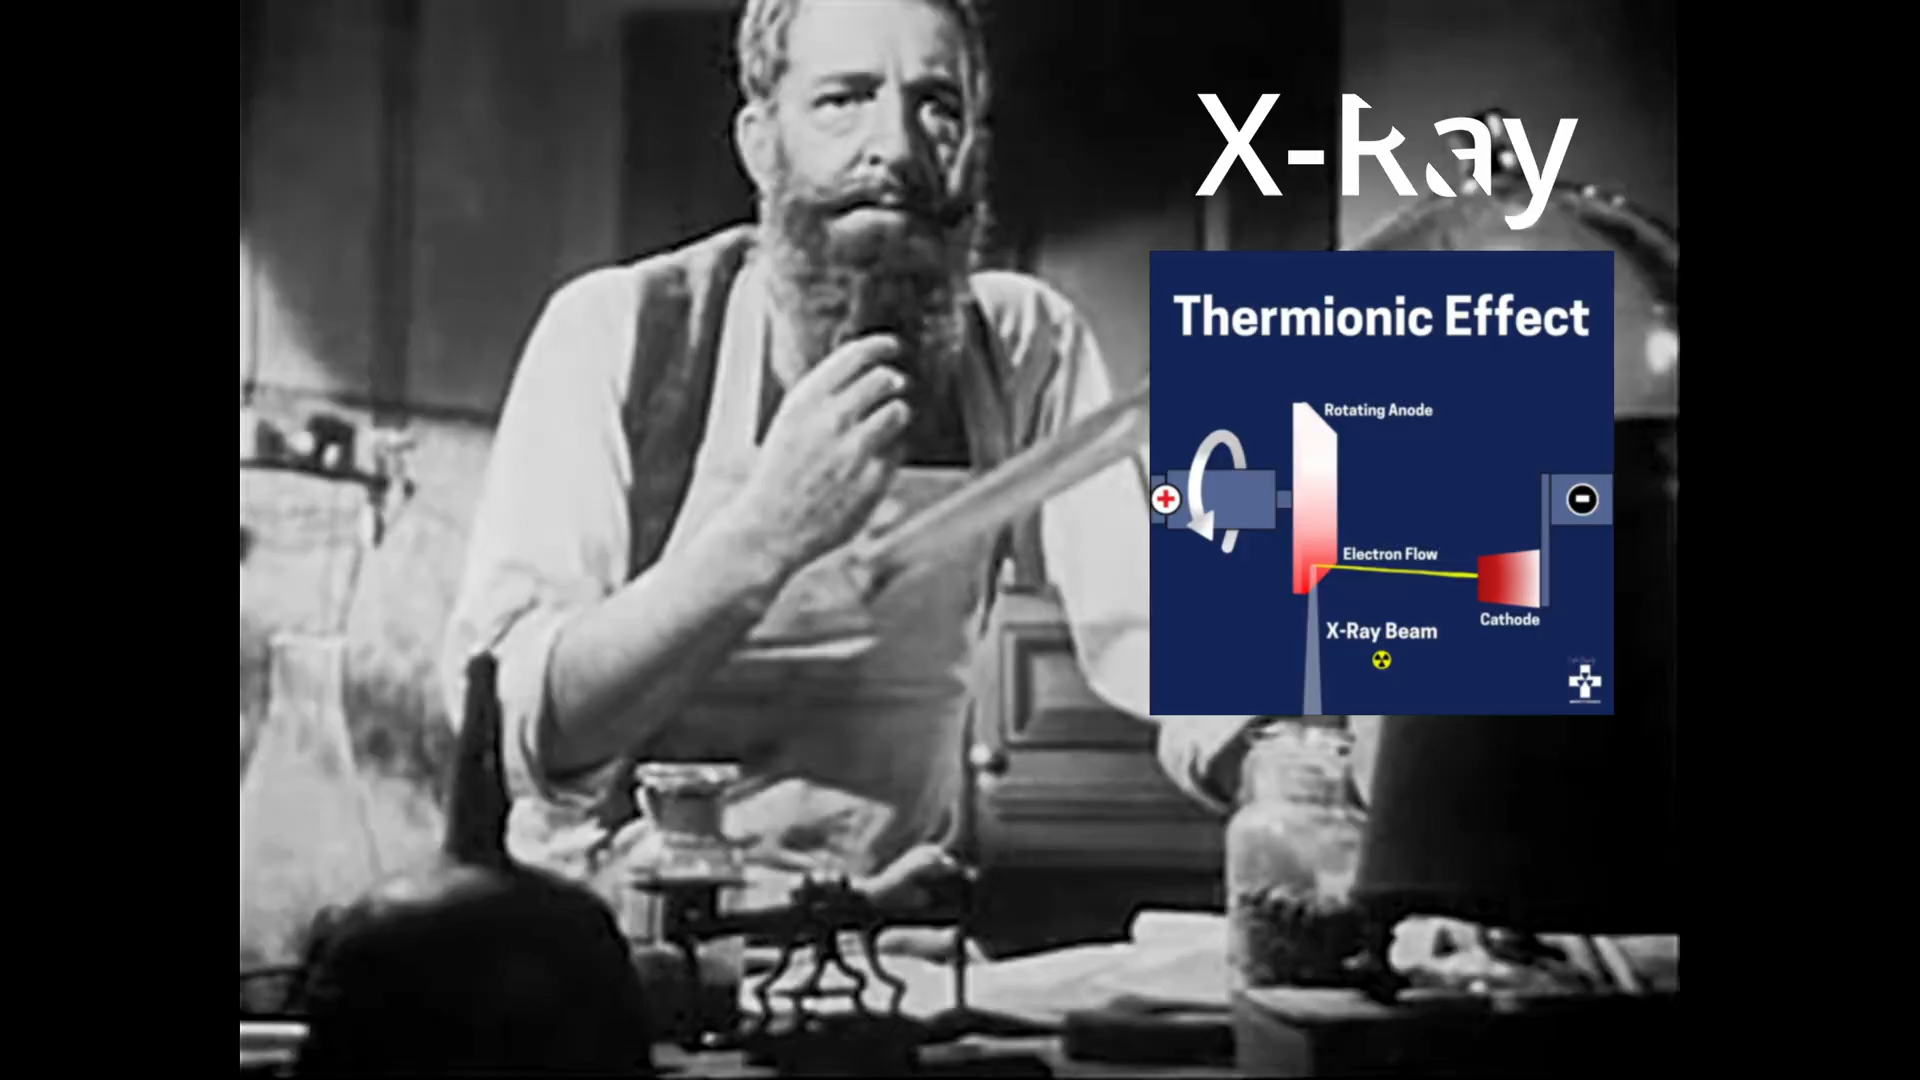 X-Ray
Thermionic Effect
Rotating Anode
Electron Flow
Cathode
X-Ray Beam